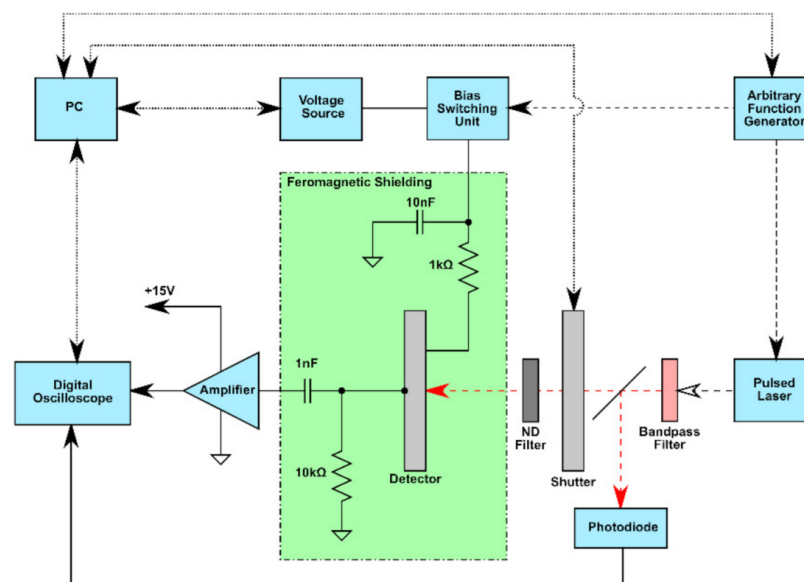 PC
Voltage
Source
Bias
Switching
Unit
Arbitrary
Function
Generator
Feromagnetic Shielding
10nF
1kΩ
+15V
1nF
Digital
Oscilloscope
Amplifier
Pulsed
Laser
ND
Filter
Bandpass
Filter
10kΩ
Detector
Shutter
Photodiode